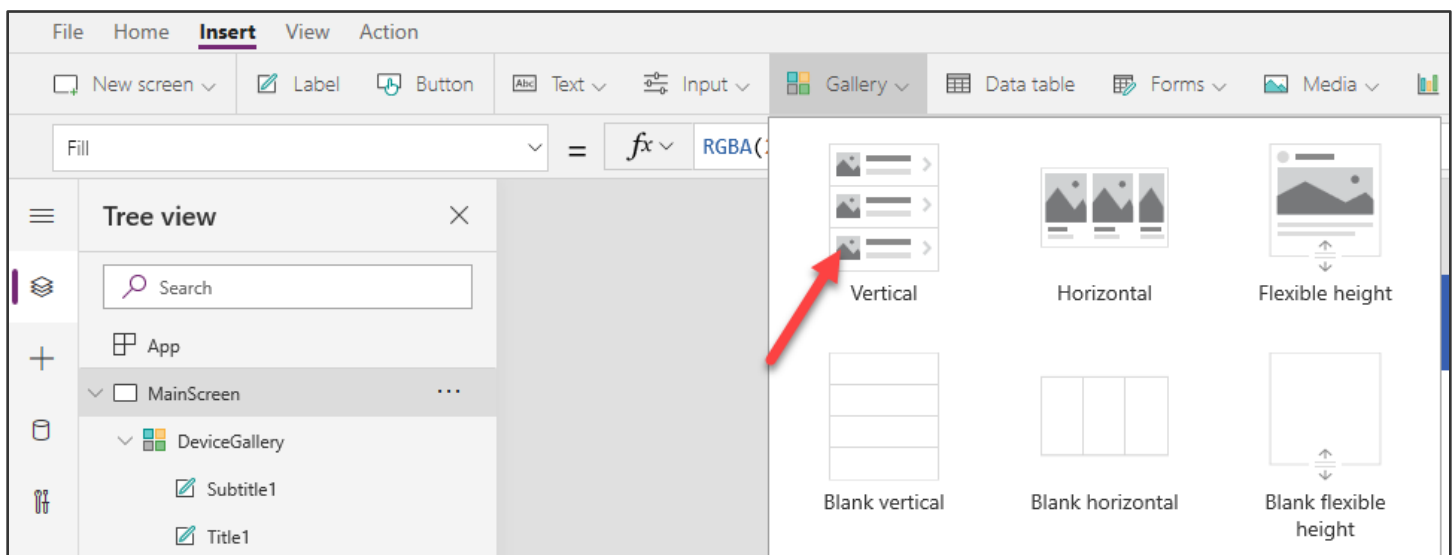 File Home Insert View Action
New screen Label Button Abc Text Input Gallery Data table Forms Media
Fill = fx RGBA(
Tree view
Search
App
MainScreen ...
DeviceGallery
Subtitle1
Title1
Vertical Horizontal Flexible height
Blank vertical Blank horizontal Blank flexible
height